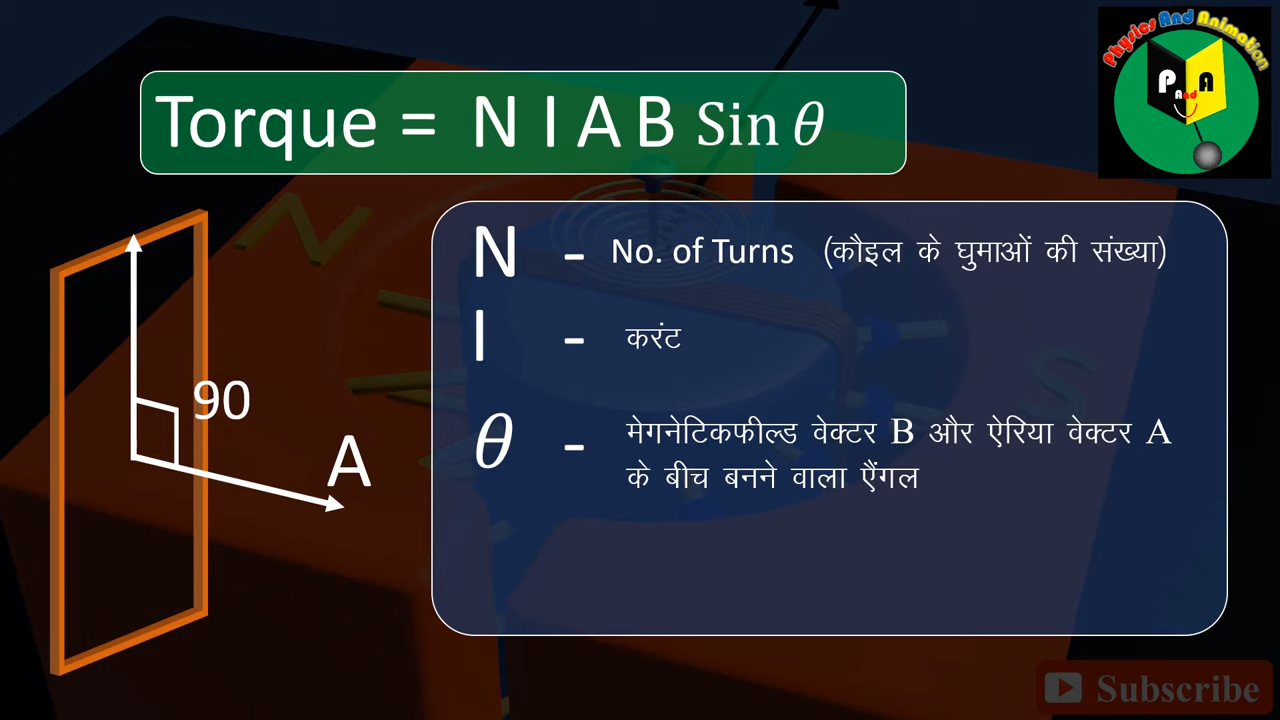 Physics And Animation
P And A
Torque = N I A B Sin θ
N - No. of Turns (कौइल के घुमाओं की संख्या)
I - करंट
θ - मेगनेटिकफील्ड वेक्टर B और ऐरिया वेक्टर A
के बीच बनने वाला एैंगल
90
A
N
S
Subscribe